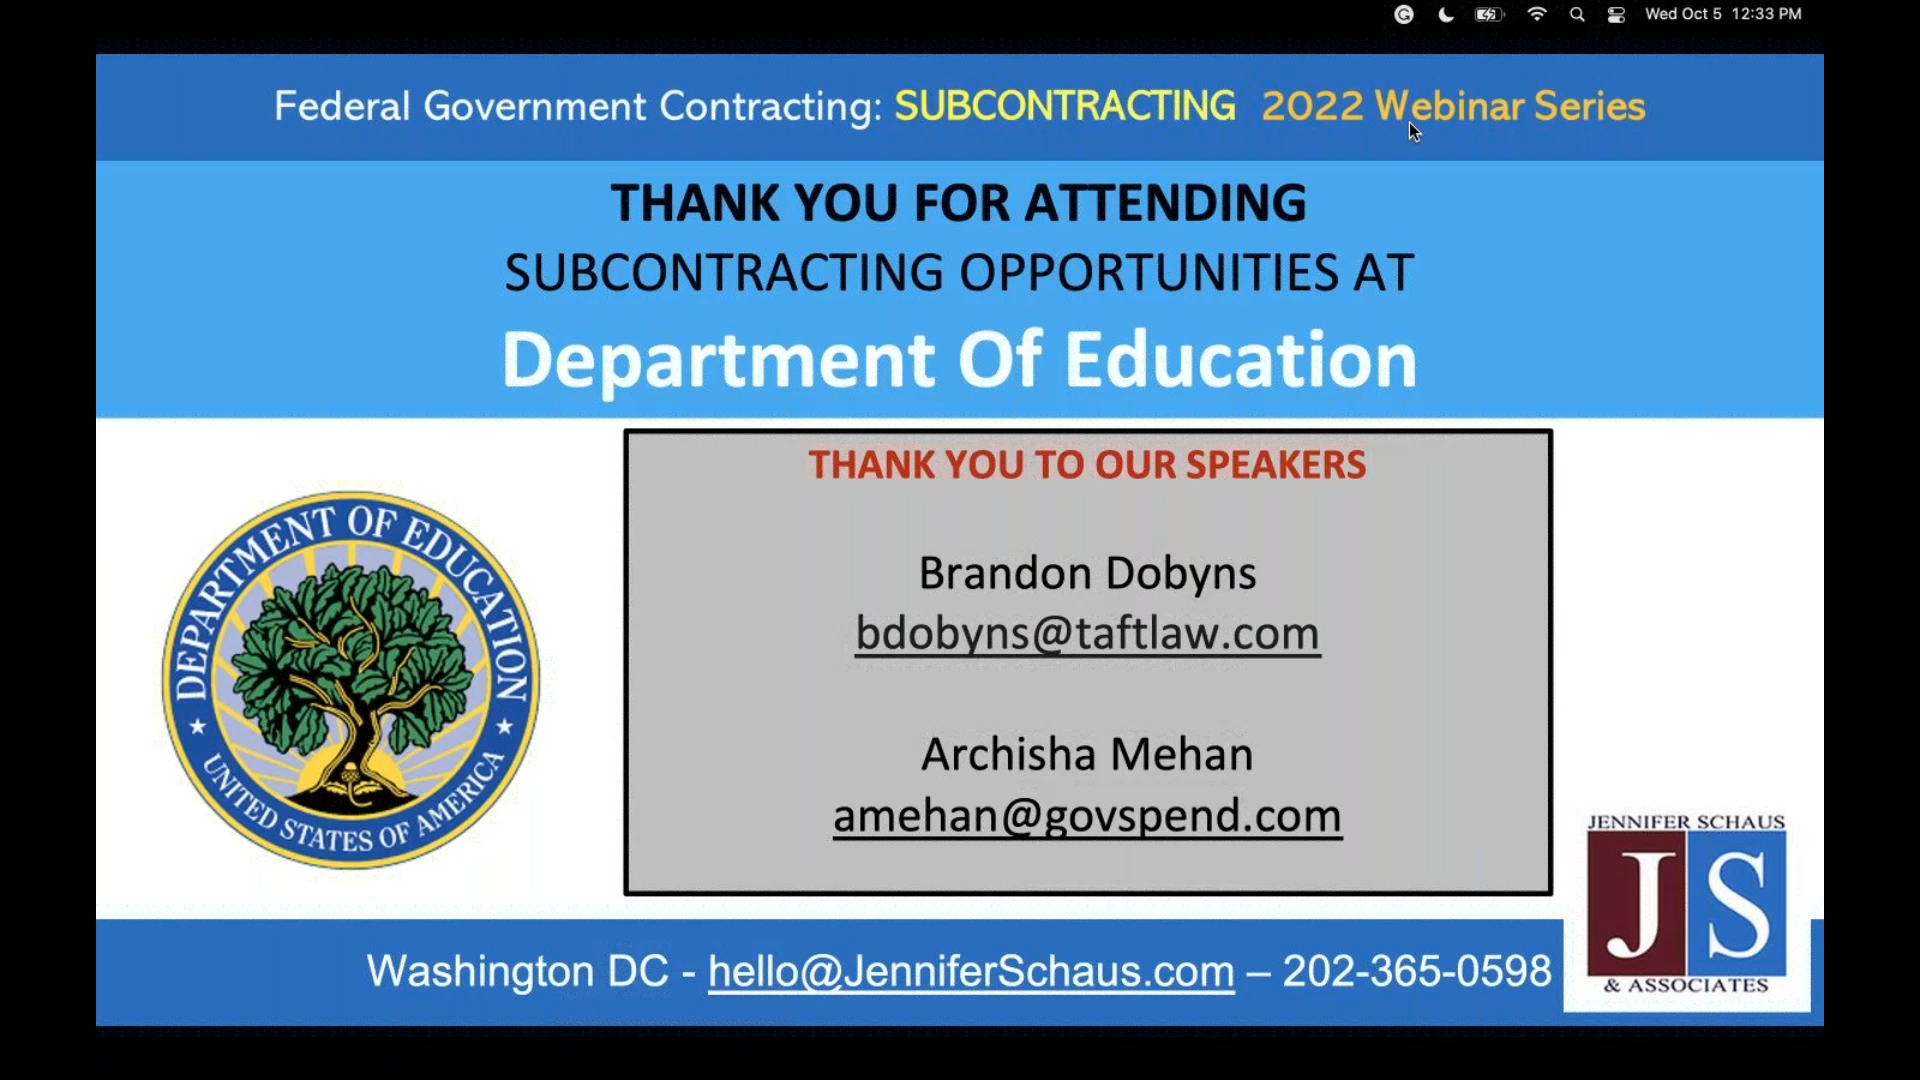 Wed Oct 5 12:33 PM
Federal Government Contracting: SUBCONTRACTING 2022 Webinar Series
THANK YOU FOR ATTENDING
SUBCONTRACTING OPPORTUNITIES AT
Department Of Education
THANK YOU TO OUR SPEAKERS
Brandon Dobyns
bdobyns@taftlaw.com
Archisha Mehan
amehan@govspend.com
DEPARTMENT OF EDUCATION
UNITED STATES OF AMERICA
JENNIFER SCHAUS
JS
& ASSOCIATES
Washington DC - hello@JenniferSchaus.com – 202-365-0598